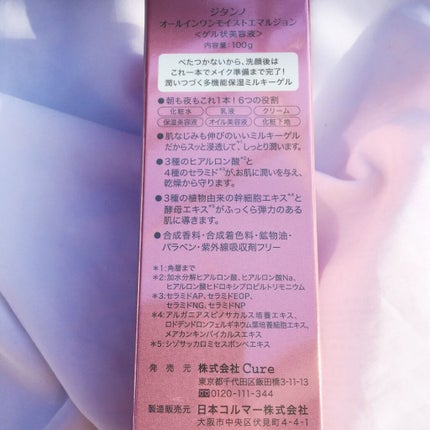 ジタンノ
オールインワンモイストエマルジョン
<ゲル状美容液>
内容量:100g
べたつかないから、洗顔後は
これ一本でメイク準備まで完了!
潤いつづく多機能保湿ミルキーゲル
●朝も夜もこれ1本!6つの役割
化粧水 乳液 クリーム
保湿美容液 オイル美容液 化粧下地
●肌なじみも伸びのいいミルキーゲル
だからスッと浸透して*1しっとり潤います。
●3種のヒアルロン酸*2と
4種のセラミド*3が、お肌に潤いを与え、
乾燥から守ります。
●3種の植物由来の幹細胞エキス*4と
酵母エキス*5がふっくら弾力のある
肌に導きます。
●合成香料・合成着色料・鉱物油・
パラベン・紫外線吸収剤フリー
*1:角層まで
*2:加水分解ヒアルロン酸、ヒアルロン酸Na、
ヒアルロン酸ヒドロキシプロピルトリモニウム
*3:セラミドAP、セラミドEOP、
セラミドNG、セラミドNP
*4:アルガニアスピノサカルス培養エキス、
ロドデンドロンフェルギネウム葉培養細胞エキス、
メアカンキンバイカルスエキス
*5:シゾサッカロミセスポンベエキス
発売元 株式会社 Cure
東京都千代田区飯田橋3-11-13
0120-111-344
製造販売元 日本コルマー株式会社
大阪市中央区伏見町4-4-1